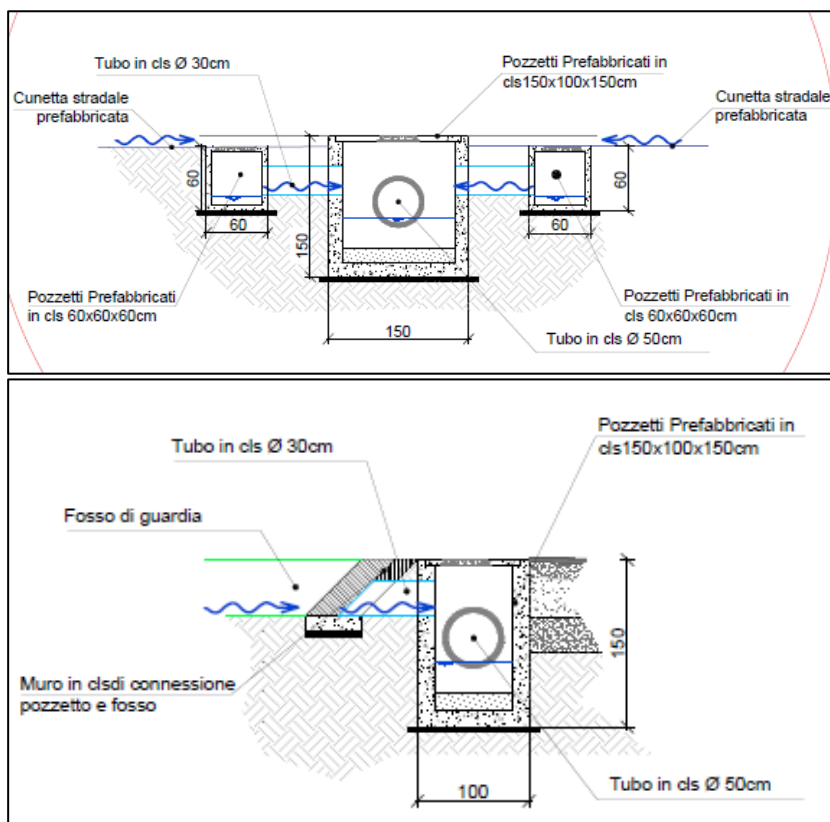 Tubo in cls Ø 30cm
Pozzetti Prefabbricati in
cls150x100x150cm
Cunetta stradale
prefabbricata
Cunetta stradale
prefabbricata
60
60
60
60
150
150
Pozzetti Prefabbricati
in cls 60x60x60cm
Pozzetti Prefabbricati in
cls 60x60x60cm
Tubo in cls Ø 50cm
Tubo in cls Ø 30cm
Pozzetti Prefabbricati in
cls150x100x150cm
Fosso di guardia
150
Muro in clsdi connessione
pozzetto e fosso
100
Tubo in cls Ø 50cm